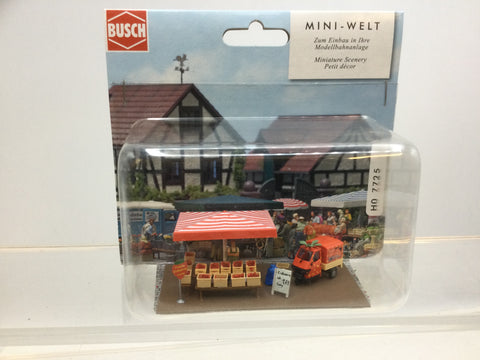 BUSCH
MINI-WELT
Zum Einbau in Ihre
Modellbahnanlage
Miniature Scenery
Petit décor
HO 7725